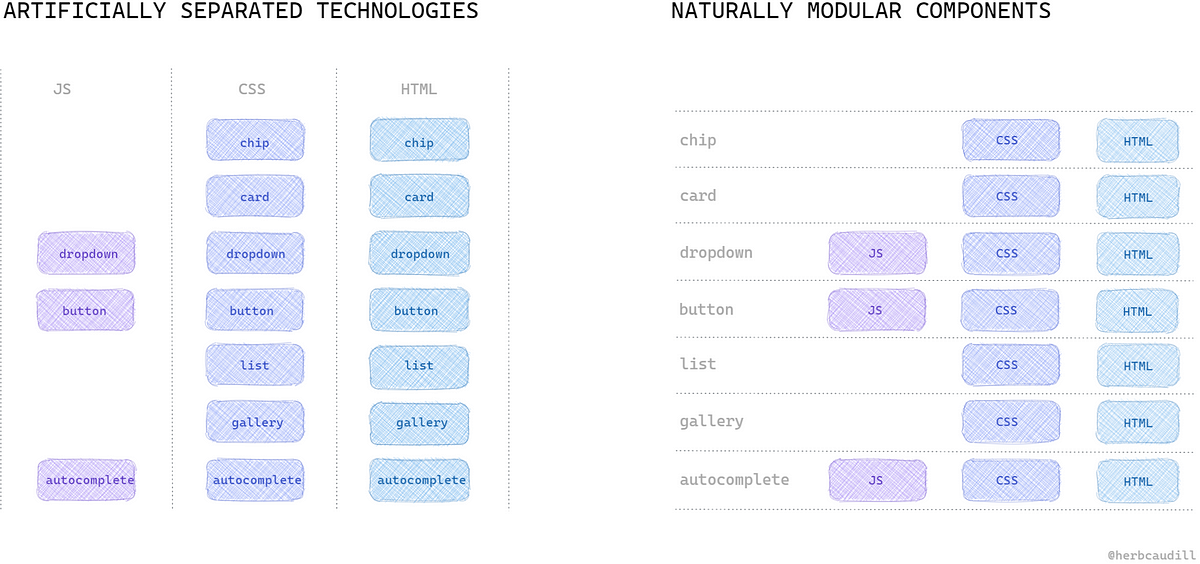 ARTIFICIALLY SEPARATED TECHNOLOGIES
JS CSS HTML
chip chip
card card
dropdown dropdown dropdown
button button button
list list
gallery gallery
autocomplete autocomplete autocomplete
NATURALLY MODULAR COMPONENTS
chip CSS HTML
card CSS HTML
dropdown JS CSS HTML
button JS CSS HTML
list CSS HTML
gallery CSS HTML
autocomplete JS CSS HTML
@herbcaudill